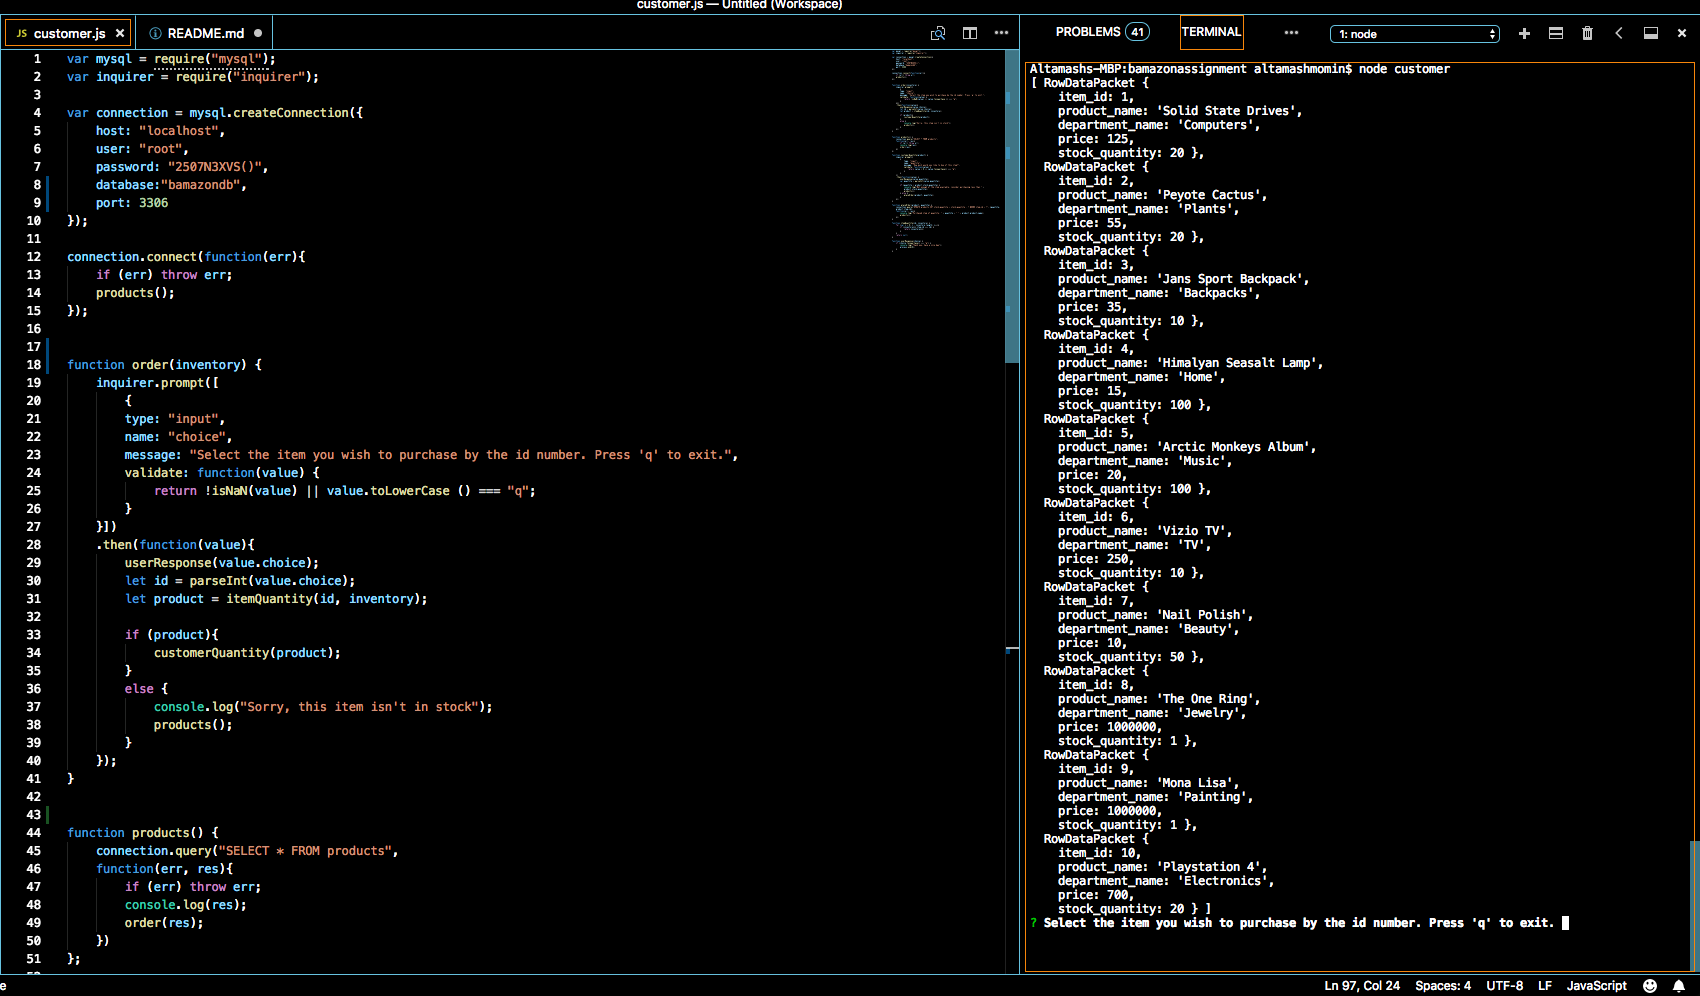 customer.js — Untitled (Workspace)
JS customer.js ×
README.md
1 var mysql = require("mysql");
2 var inquirer = require("inquirer");
3
4 var connection = mysql.createConnection({
5 host: "localhost",
6 user: "root",
7 password: "2507N3XVS()",
8 database:"bamazondb",
9 port: 3306
10 });
11
12 connection.connect(function(err){
13 if (err) throw err;
14 products();
15 });
16
17
18 function order(inventory) {
19 inquirer.prompt([
20 {
21 type: "input",
22 name: "choice",
23 message: "Select the item you wish to purchase by the id number. Press 'q' to exit.",
24 validate: function(value) {
25 return !isNaN(value) || value.toLowerCase () === "q";
26 }
27 }])
28 .then(function(value){
29 userResponse(value.choice);
30 let id = parseInt(value.choice);
31 let product = itemQuantity(id, inventory);
32
33 if (product){
34 customerQuantity(product);
35 }
36 else {
37 console.log("Sorry, this item isn't in stock");
38 products();
39 }
40 });
41 }
42
43
44 function products() {
45 connection.query("SELECT * FROM products",
46 function(err, res){
47 if (err) throw err;
48 console.log(res);
49 order(res);
50 })
51 };
PROBLEMS 41 TERMINAL 1: node
Altamashs-MBP:bamazonassignment altamashmomin$ node customer
[ RowDataPacket {
item_id: 1,
product_name: 'Solid State Drives',
department_name: 'Computers',
price: 125,
stock_quantity: 20 },
RowDataPacket {
item_id: 2,
product_name: 'Peyote Cactus',
department_name: 'Plants',
price: 55,
stock_quantity: 20 },
RowDataPacket {
item_id: 3,
product_name: 'Jans Sport Backpack',
department_name: 'Backpacks',
price: 35,
stock_quantity: 10 },
RowDataPacket {
item_id: 4,
product_name: 'Himalyan Seasalt Lamp',
department_name: 'Home',
price: 15,
stock_quantity: 100 },
RowDataPacket {
item_id: 5,
product_name: 'Arctic Monkeys Album',
department_name: 'Music',
price: 20,
stock_quantity: 100 },
RowDataPacket {
item_id: 6,
product_name: 'Vizio TV',
department_name: 'TV',
price: 250,
stock_quantity: 10 },
RowDataPacket {
item_id: 7,
product_name: 'Nail Polish',
department_name: 'Beauty',
price: 10,
stock_quantity: 50 },
RowDataPacket {
item_id: 8,
product_name: 'The One Ring',
department_name: 'Jewelry',
price: 1000000,
stock_quantity: 1 },
RowDataPacket {
item_id: 9,
product_name: 'Mona Lisa',
department_name: 'Painting',
price: 1000000,
stock_quantity: 1 },
RowDataPacket {
item_id: 10,
product_name: 'Playstation 4',
department_name: 'Electronics',
price: 700,
stock_quantity: 20 } ]
? Select the item you wish to purchase by the id number. Press 'q' to exit.
Ln 97, Col 24 Spaces: 4 UTF-8 LF JavaScript